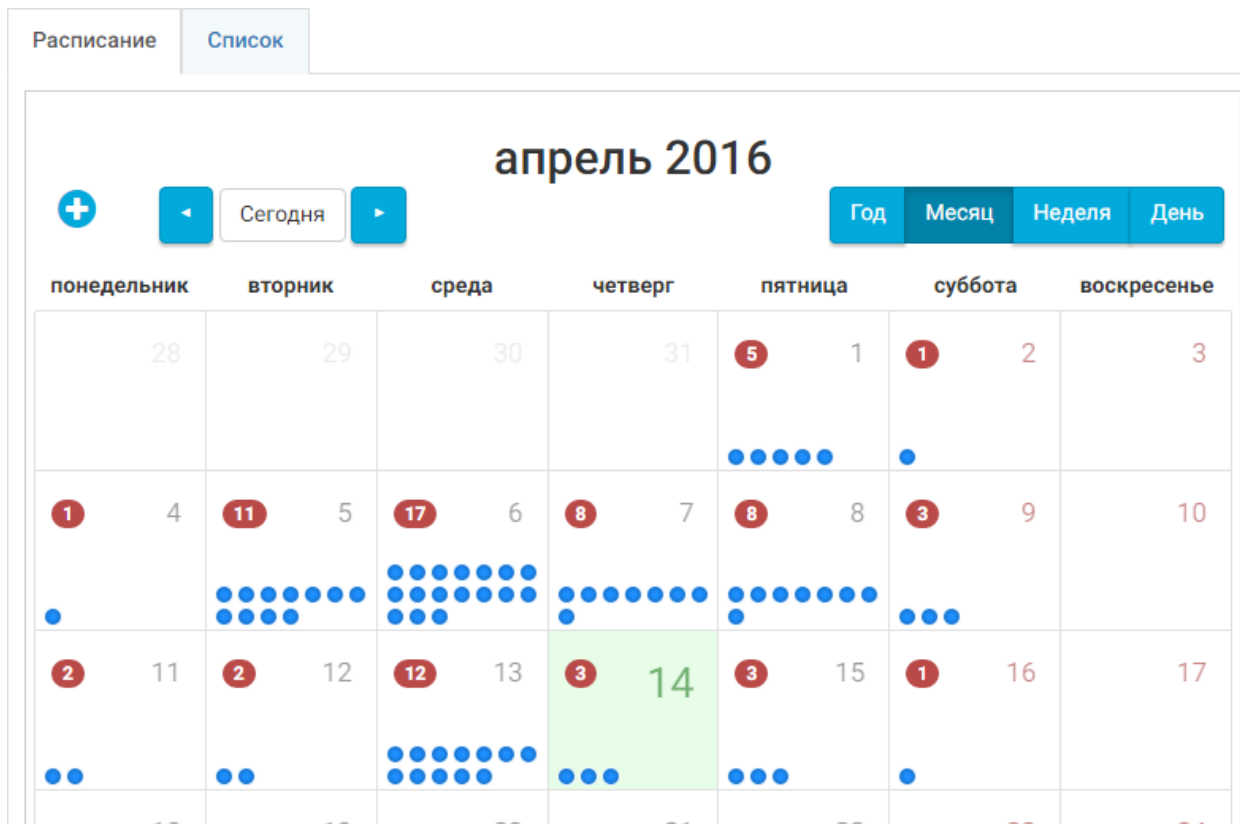 Расписание Список
апрель 2016
Сегодня Год Месяц Неделя День
понедельник вторник среда четверг пятница суббота воскресенье
28 29 30 31 5 1 1 2 3
1 4 11 5 17 6 8 7 8 8 3 9 10
2 11 2 12 12 13 3 14 3 15 1 16 17